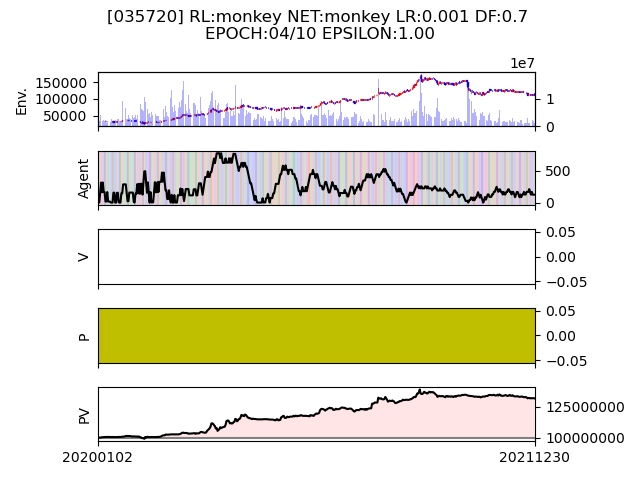 [035720] RL:monkey NET:monkey LR:0.001 DF:0.7
EPOCH:04/10 EPSILON:1.00
1e7
Env.
150000
100000
50000
1
0
Agent
500
0
V
0.05
0.00
−0.05
P
0.05
0.00
−0.05
PV
125000000
100000000
20200102
20211230